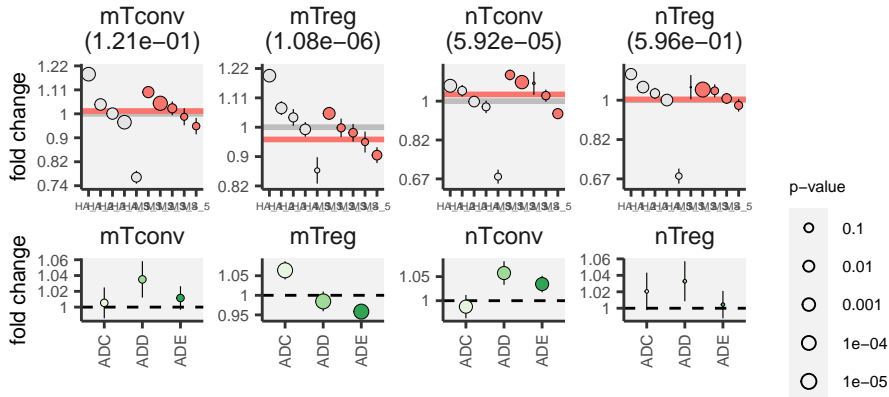 mTconv
(1.21e−01)
mTreg
(1.08e−06)
nTconv
(5.92e−05)
nTreg
(5.96e−01)
fold change
1.22
1.11
1
0.9
0.82
0.74
1.22
1.11
1
0.9
0.82
1
0.82
0.67
1
0.82
0.67
mTconv
mTreg
nTconv
nTreg
fold change
1.06
1.04
1.02
1
1.05
1
0.95
1.05
1
1.06
1.04
1.02
1
ADC
ADD
ADE
ADC
ADD
ADE
ADC
ADD
ADE
ADC
ADD
ADE
p−value
0.1
0.01
0.001
1e−04
1e−05